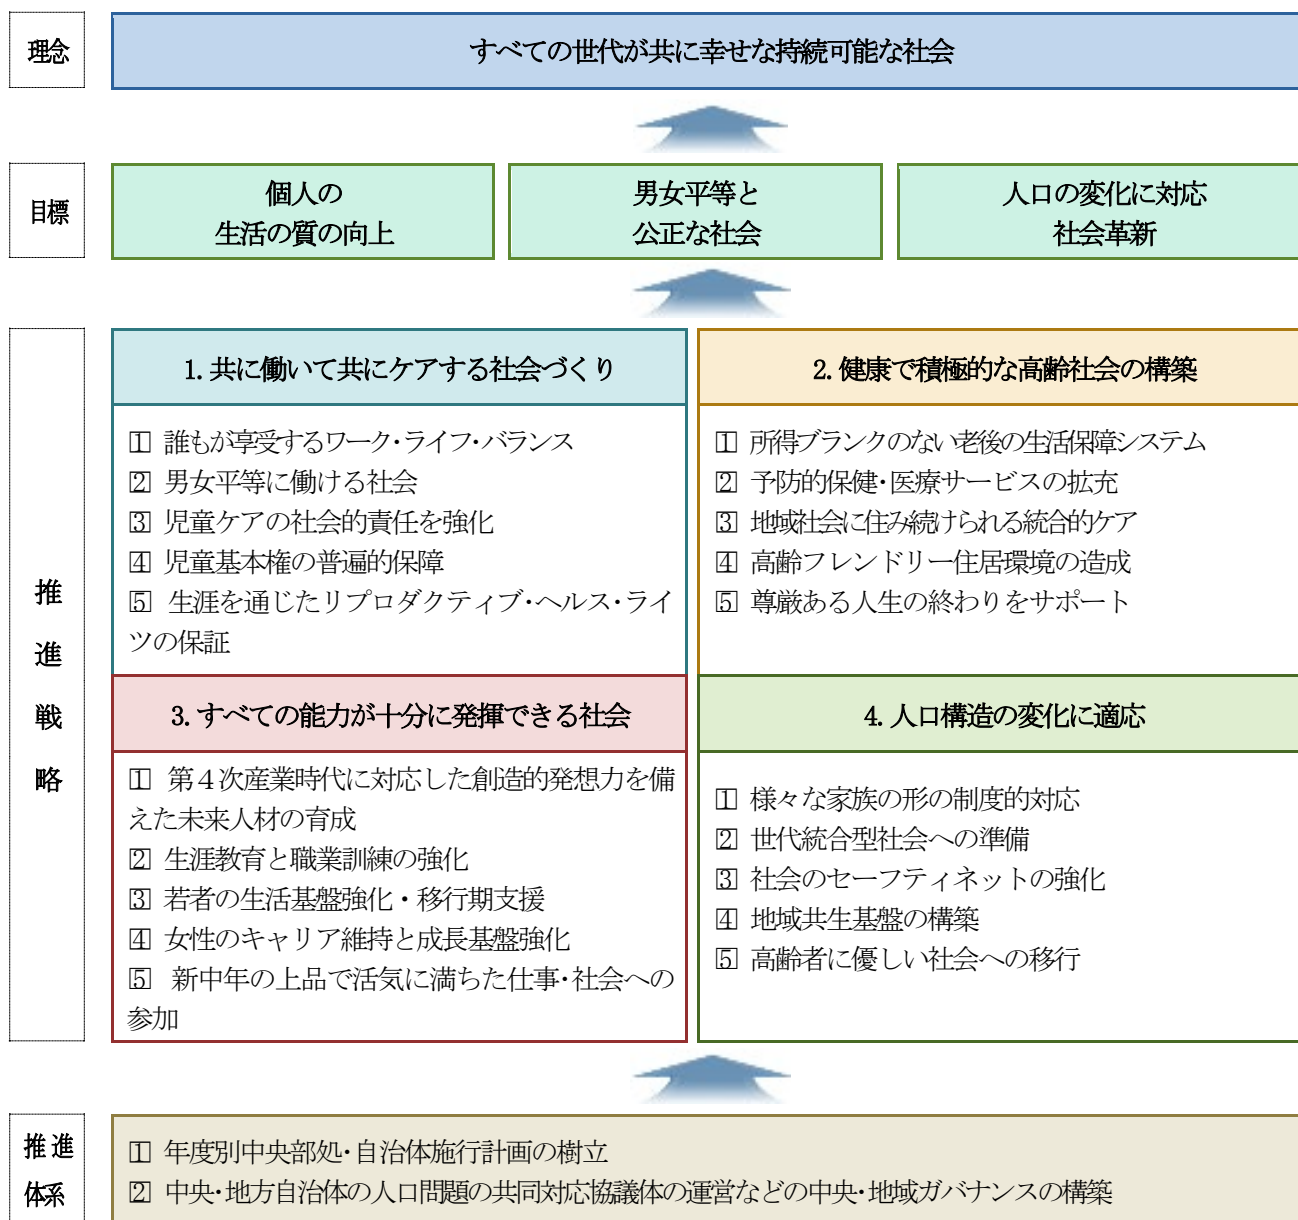 理念
すべての世代が共に幸せな持続可能な社会
目標
個人の
生活の質の向上
男女平等と
公正な社会
人口の変化に対応
社会革新
推
進
戦
略
1. 共に働いて共にケアする社会づくり
1 誰もが享受するワーク・ライフ・バランス
2 男女平等に働ける社会
3 児童ケアの社会的責任を強化
4 児童基本権の普遍的保障
5 生涯を通じたリプロダクティブ・ヘルス・ライ
ツの保証
2. 健康で積極的な高齢社会の構築
1 所得ブランクのない老後の生活保障システム
2 予防的保健・医療サービスの拡充
3 地域社会に住み続けられる統合的ケア
4 高齢フレンドリー住居環境の造成
5 尊厳ある人生の終わりをサポート
3. すべての能力が十分に発揮できる社会
1 第４次産業時代に対応した創造的発想力を備
えた未来人材の育成
2 生涯教育と職業訓練の強化
3 若者の生活基盤強化・移行期支援
4 女性のキャリア維持と成長基盤強化
5 新中年の上品で活気に満ちた仕事・社会への
参加
4. 人口構造の変化に適応
1 様々な家族の形の制度的対応
2 世代統合型社会への準備
3 社会のセーフティネットの強化
4 地域共生基盤の構築
5 高齢者に優しい社会への移行
推進
体系
1 年度別中央部処・自治体施行計画の樹立
2 中央・地方自治体の人口問題の共同対応協議体の運営などの中央・地域ガバナンスの構築